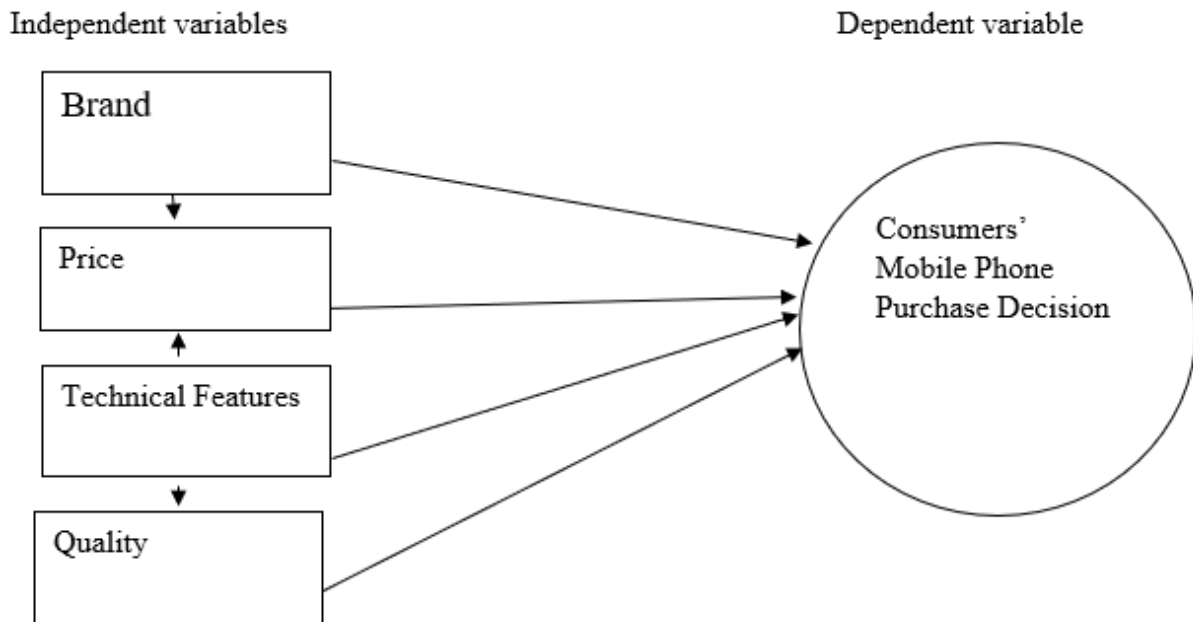 Independent variables
Dependent variable
Brand
Price
Technical Features
Quality
Consumers’
Mobile Phone
Purchase Decision